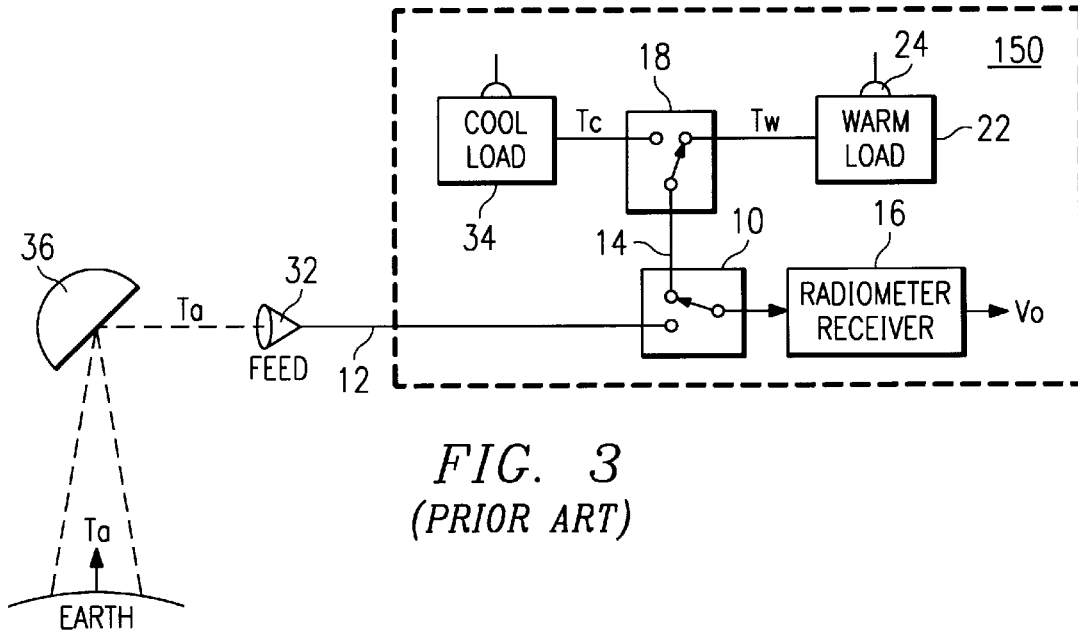 150
24
18
COOL
LOAD
Tc
Tw
WARM
LOAD
22
34
14
10
16
36
32
Ta
FEED
12
RADIOMETER
RECEIVER
Vo
FIG. 3
(PRIOR ART)
Ta
EARTH